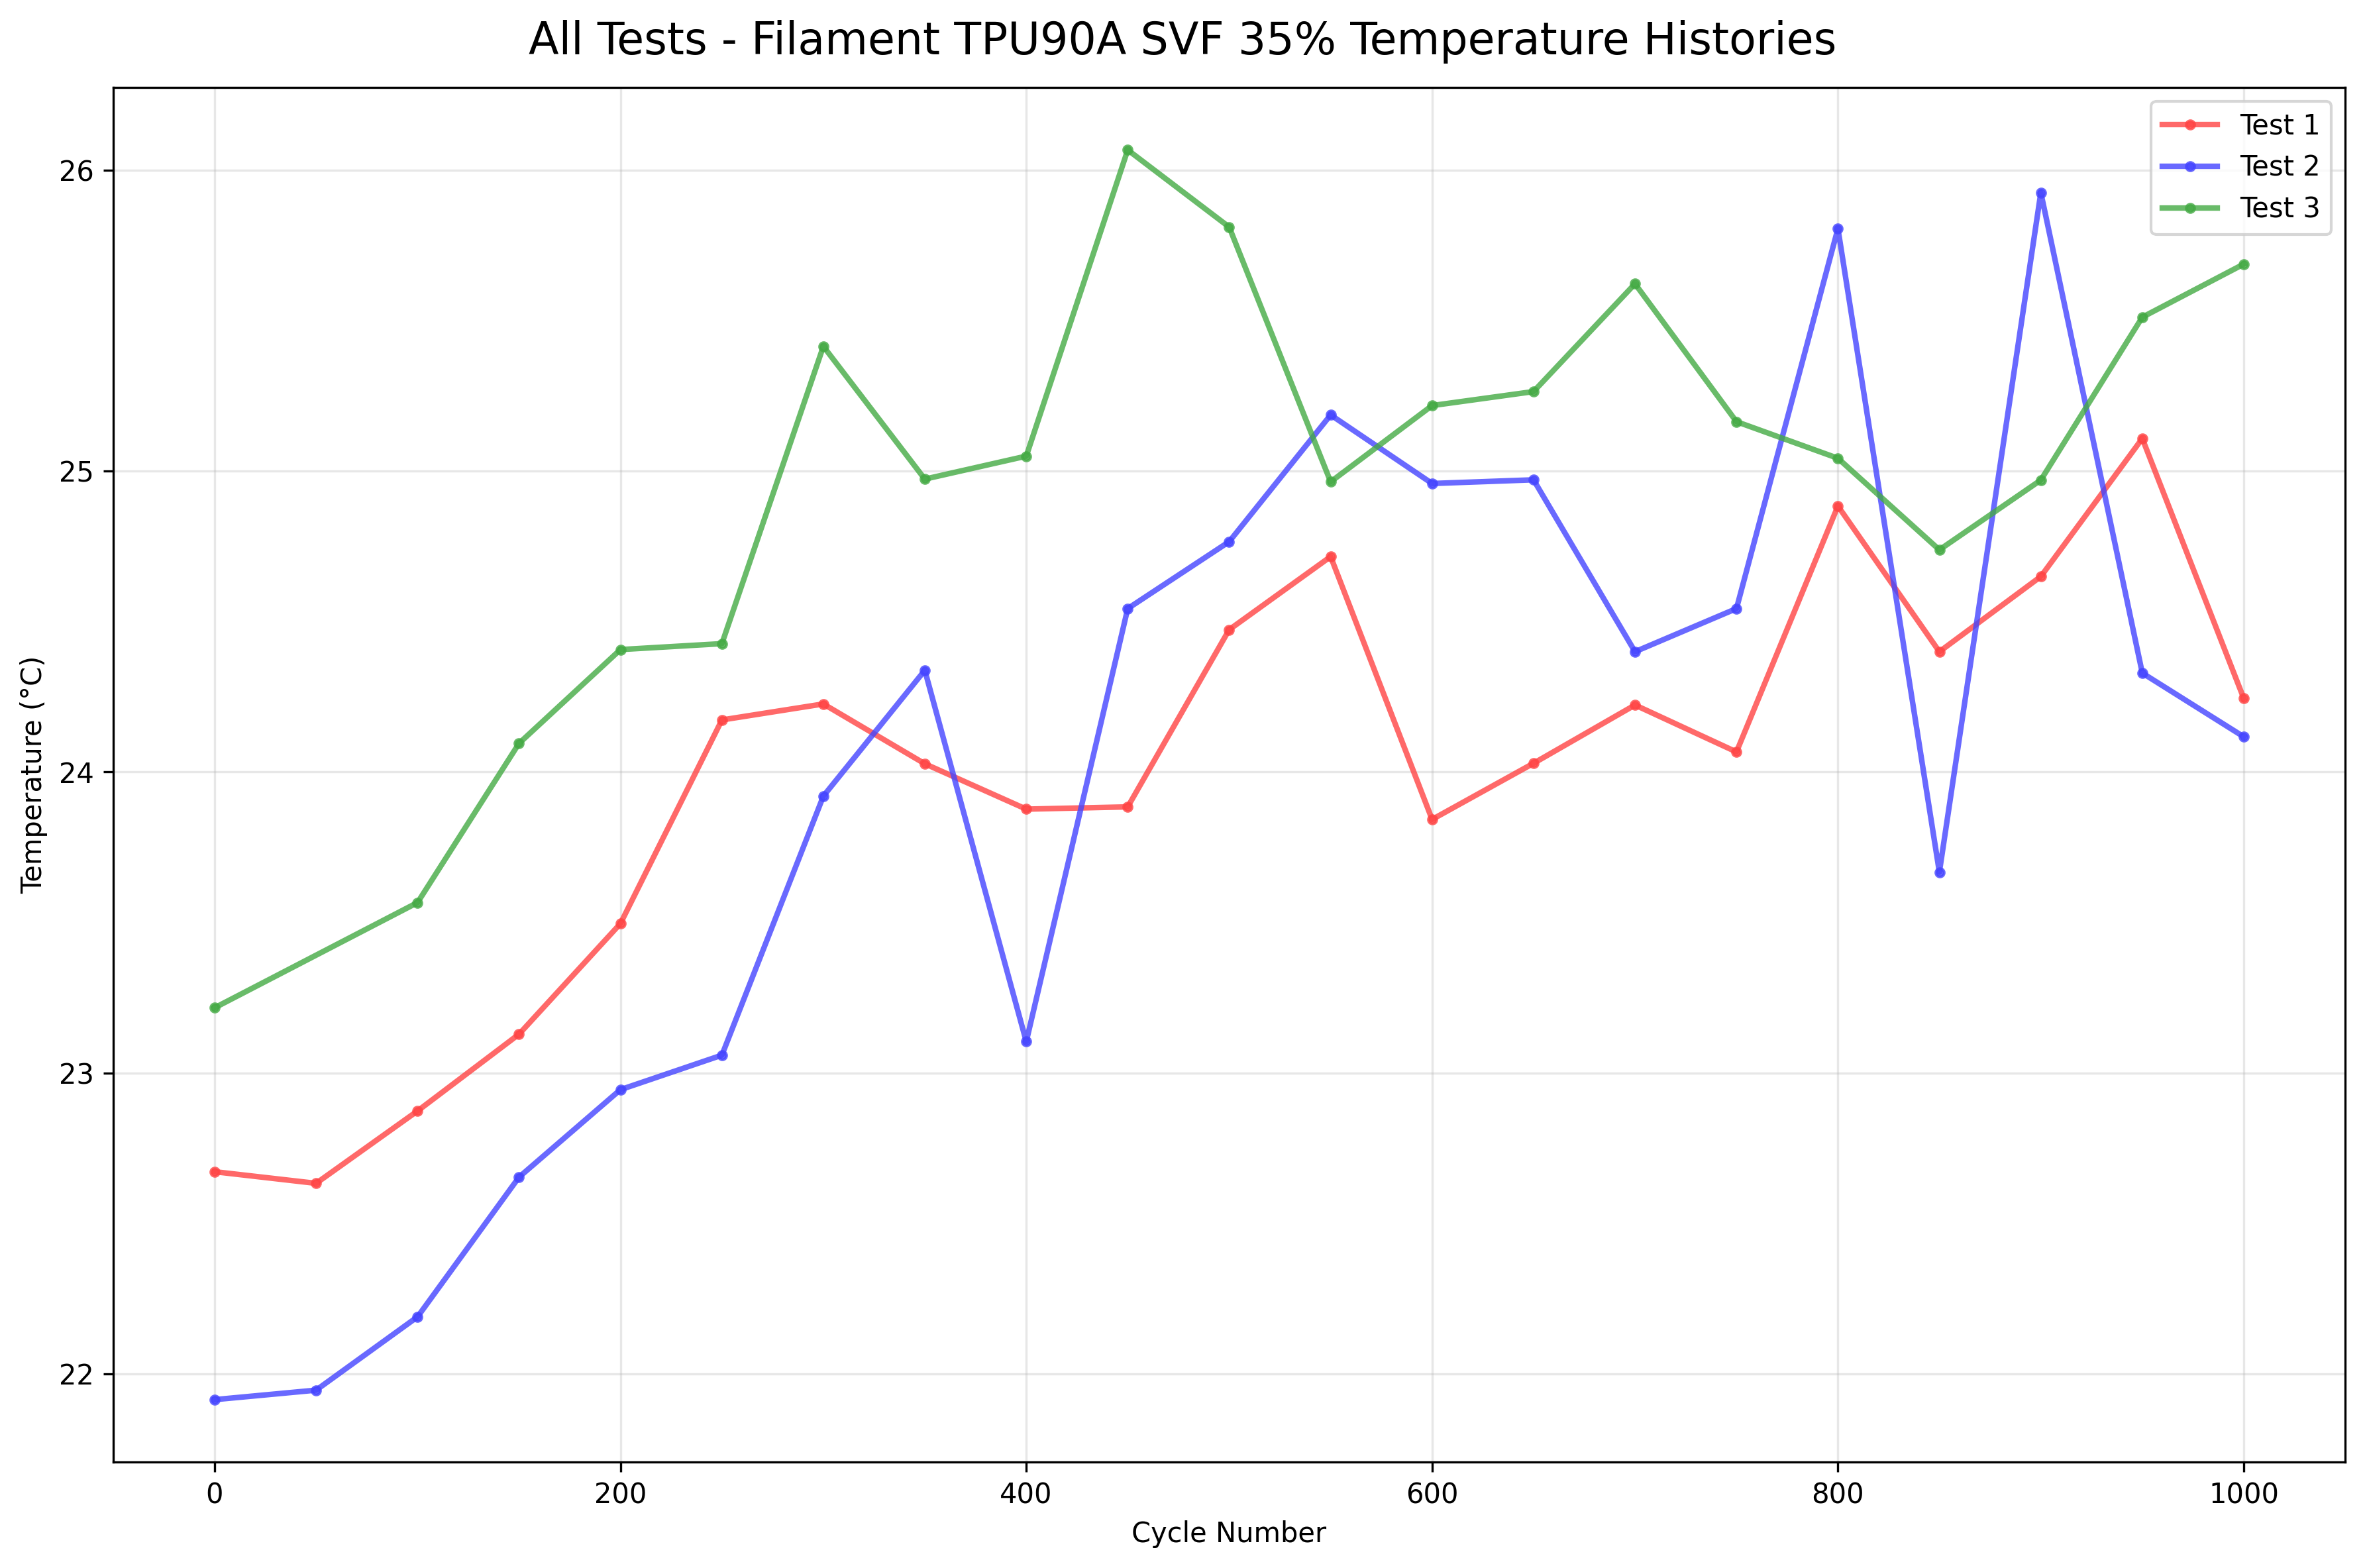 All Tests - Filament TPU90A SVF 35% Temperature Histories
Test 1
Test 2
Test 3
26
25
24
23
22
Temperature (°C)
0 200 400 600 800 1000
Cycle Number